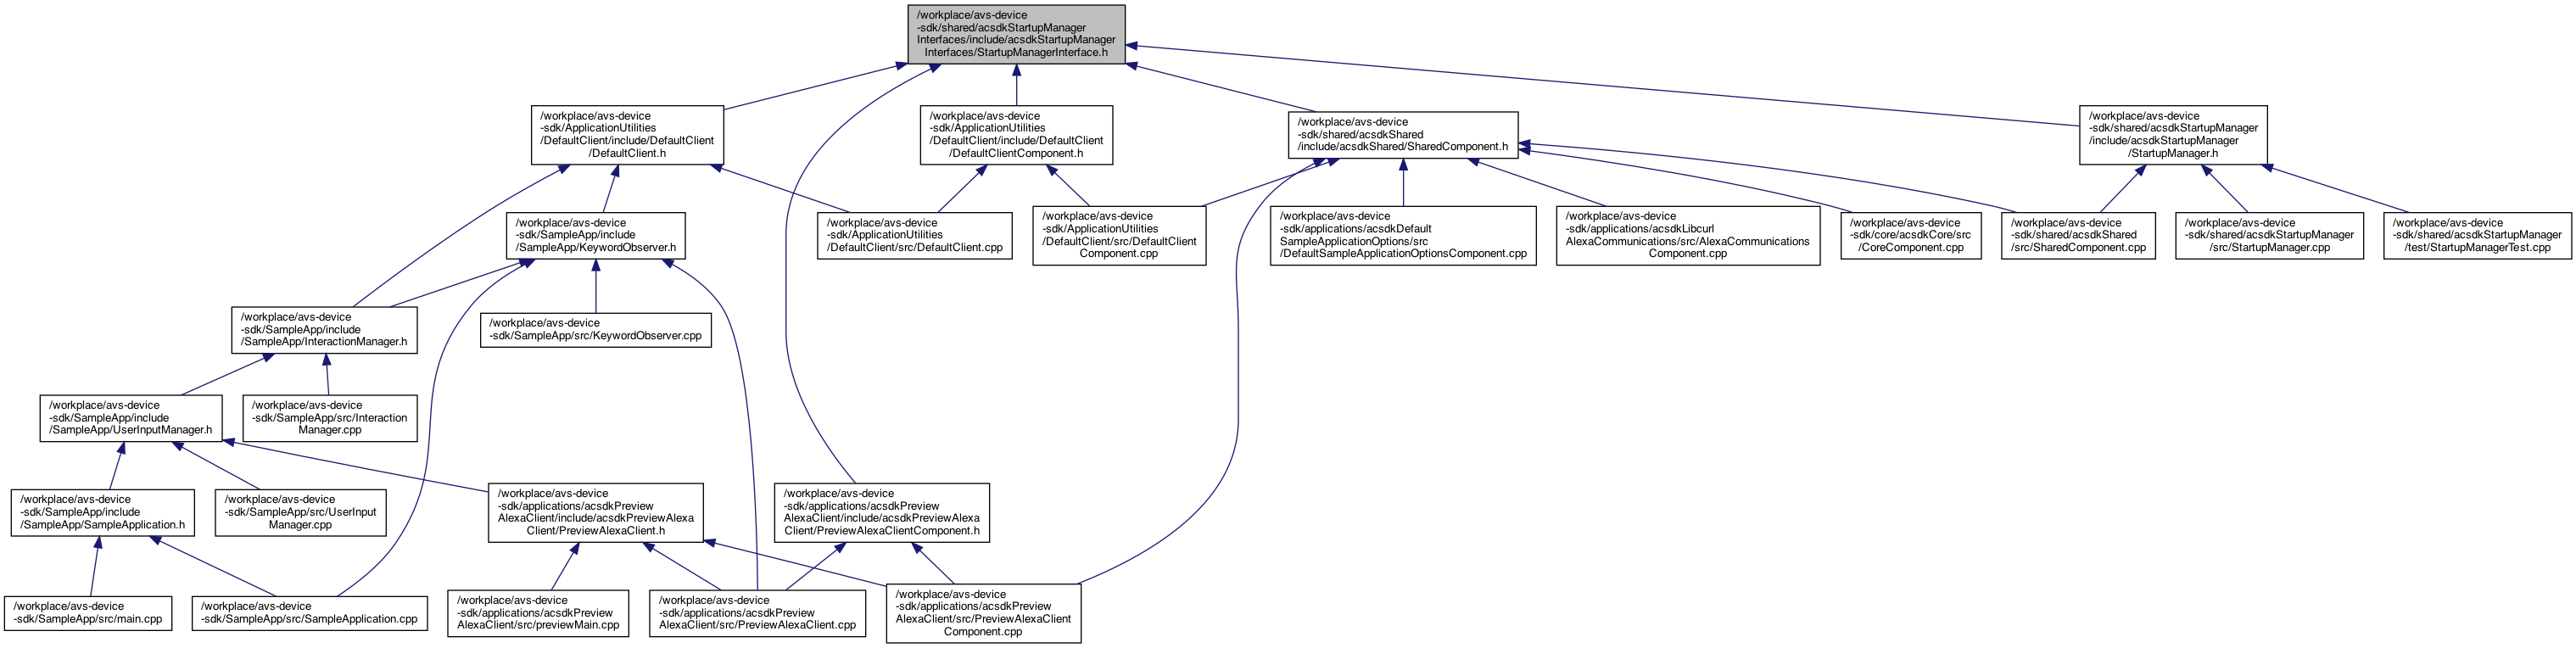 /workplace/avs-device
-sdk/shared/acsdkStartupManager
Interfaces/include/acsdkStartupManager
Interfaces/StartupManagerInterface.h
/workplace/avs-device
-sdk/ApplicationUtilities
/DefaultClient/include/DefaultClient
/DefaultClient.h
/workplace/avs-device
-sdk/ApplicationUtilities
/DefaultClient/include/DefaultClient
/DefaultClientComponent.h
/workplace/avs-device
-sdk/shared/acsdkShared
/include/acsdkShared/SharedComponent.h
/workplace/avs-device
-sdk/shared/acsdkStartupManager
/include/acsdkStartupManager
/StartupManager.h
/workplace/avs-device
-sdk/SampleApp/include
/SampleApp/KeywordObserver.h
/workplace/avs-device
-sdk/ApplicationUtilities
/DefaultClient/src/DefaultClient.cpp
/workplace/avs-device
-sdk/ApplicationUtilities
/DefaultClient/src/DefaultClient
Component.cpp
/workplace/avs-device
-sdk/applications/acsdkDefault
SampleApplicationOptions/src
/DefaultSampleApplicationOptionsComponent.cpp
/workplace/avs-device
-sdk/applications/acsdkLibcurl
AlexaCommunications/src/AlexaCommunications
Component.cpp
/workplace/avs-device
-sdk/core/acsdkCore/src
/CoreComponent.cpp
/workplace/avs-device
-sdk/shared/acsdkShared
/src/SharedComponent.cpp
/workplace/avs-device
-sdk/shared/acsdkStartupManager
/src/StartupManager.cpp
/workplace/avs-device
-sdk/shared/acsdkStartupManager
/test/StartupManagerTest.cpp
/workplace/avs-device
-sdk/SampleApp/include
/SampleApp/InteractionManager.h
/workplace/avs-device
-sdk/SampleApp/src/KeywordObserver.cpp
/workplace/avs-device
-sdk/SampleApp/include
/SampleApp/UserInputManager.h
/workplace/avs-device
-sdk/SampleApp/src/Interaction
Manager.cpp
/workplace/avs-device
-sdk/SampleApp/include
/SampleApp/SampleApplication.h
/workplace/avs-device
-sdk/SampleApp/src/UserInput
Manager.cpp
/workplace/avs-device
-sdk/applications/acsdkPreview
AlexaClient/include/acsdkPreviewAlexa
Client/PreviewAlexaClient.h
/workplace/avs-device
-sdk/applications/acsdkPreview
AlexaClient/include/acsdkPreviewAlexa
Client/PreviewAlexaClientComponent.h
/workplace/avs-device
-sdk/SampleApp/src/main.cpp
/workplace/avs-device
-sdk/SampleApp/src/SampleApplication.cpp
/workplace/avs-device
-sdk/applications/acsdkPreview
AlexaClient/src/previewMain.cpp
/workplace/avs-device
-sdk/applications/acsdkPreview
AlexaClient/src/PreviewAlexaClient.cpp
/workplace/avs-device
-sdk/applications/acsdkPreview
AlexaClient/src/PreviewAlexaClient
Component.cpp